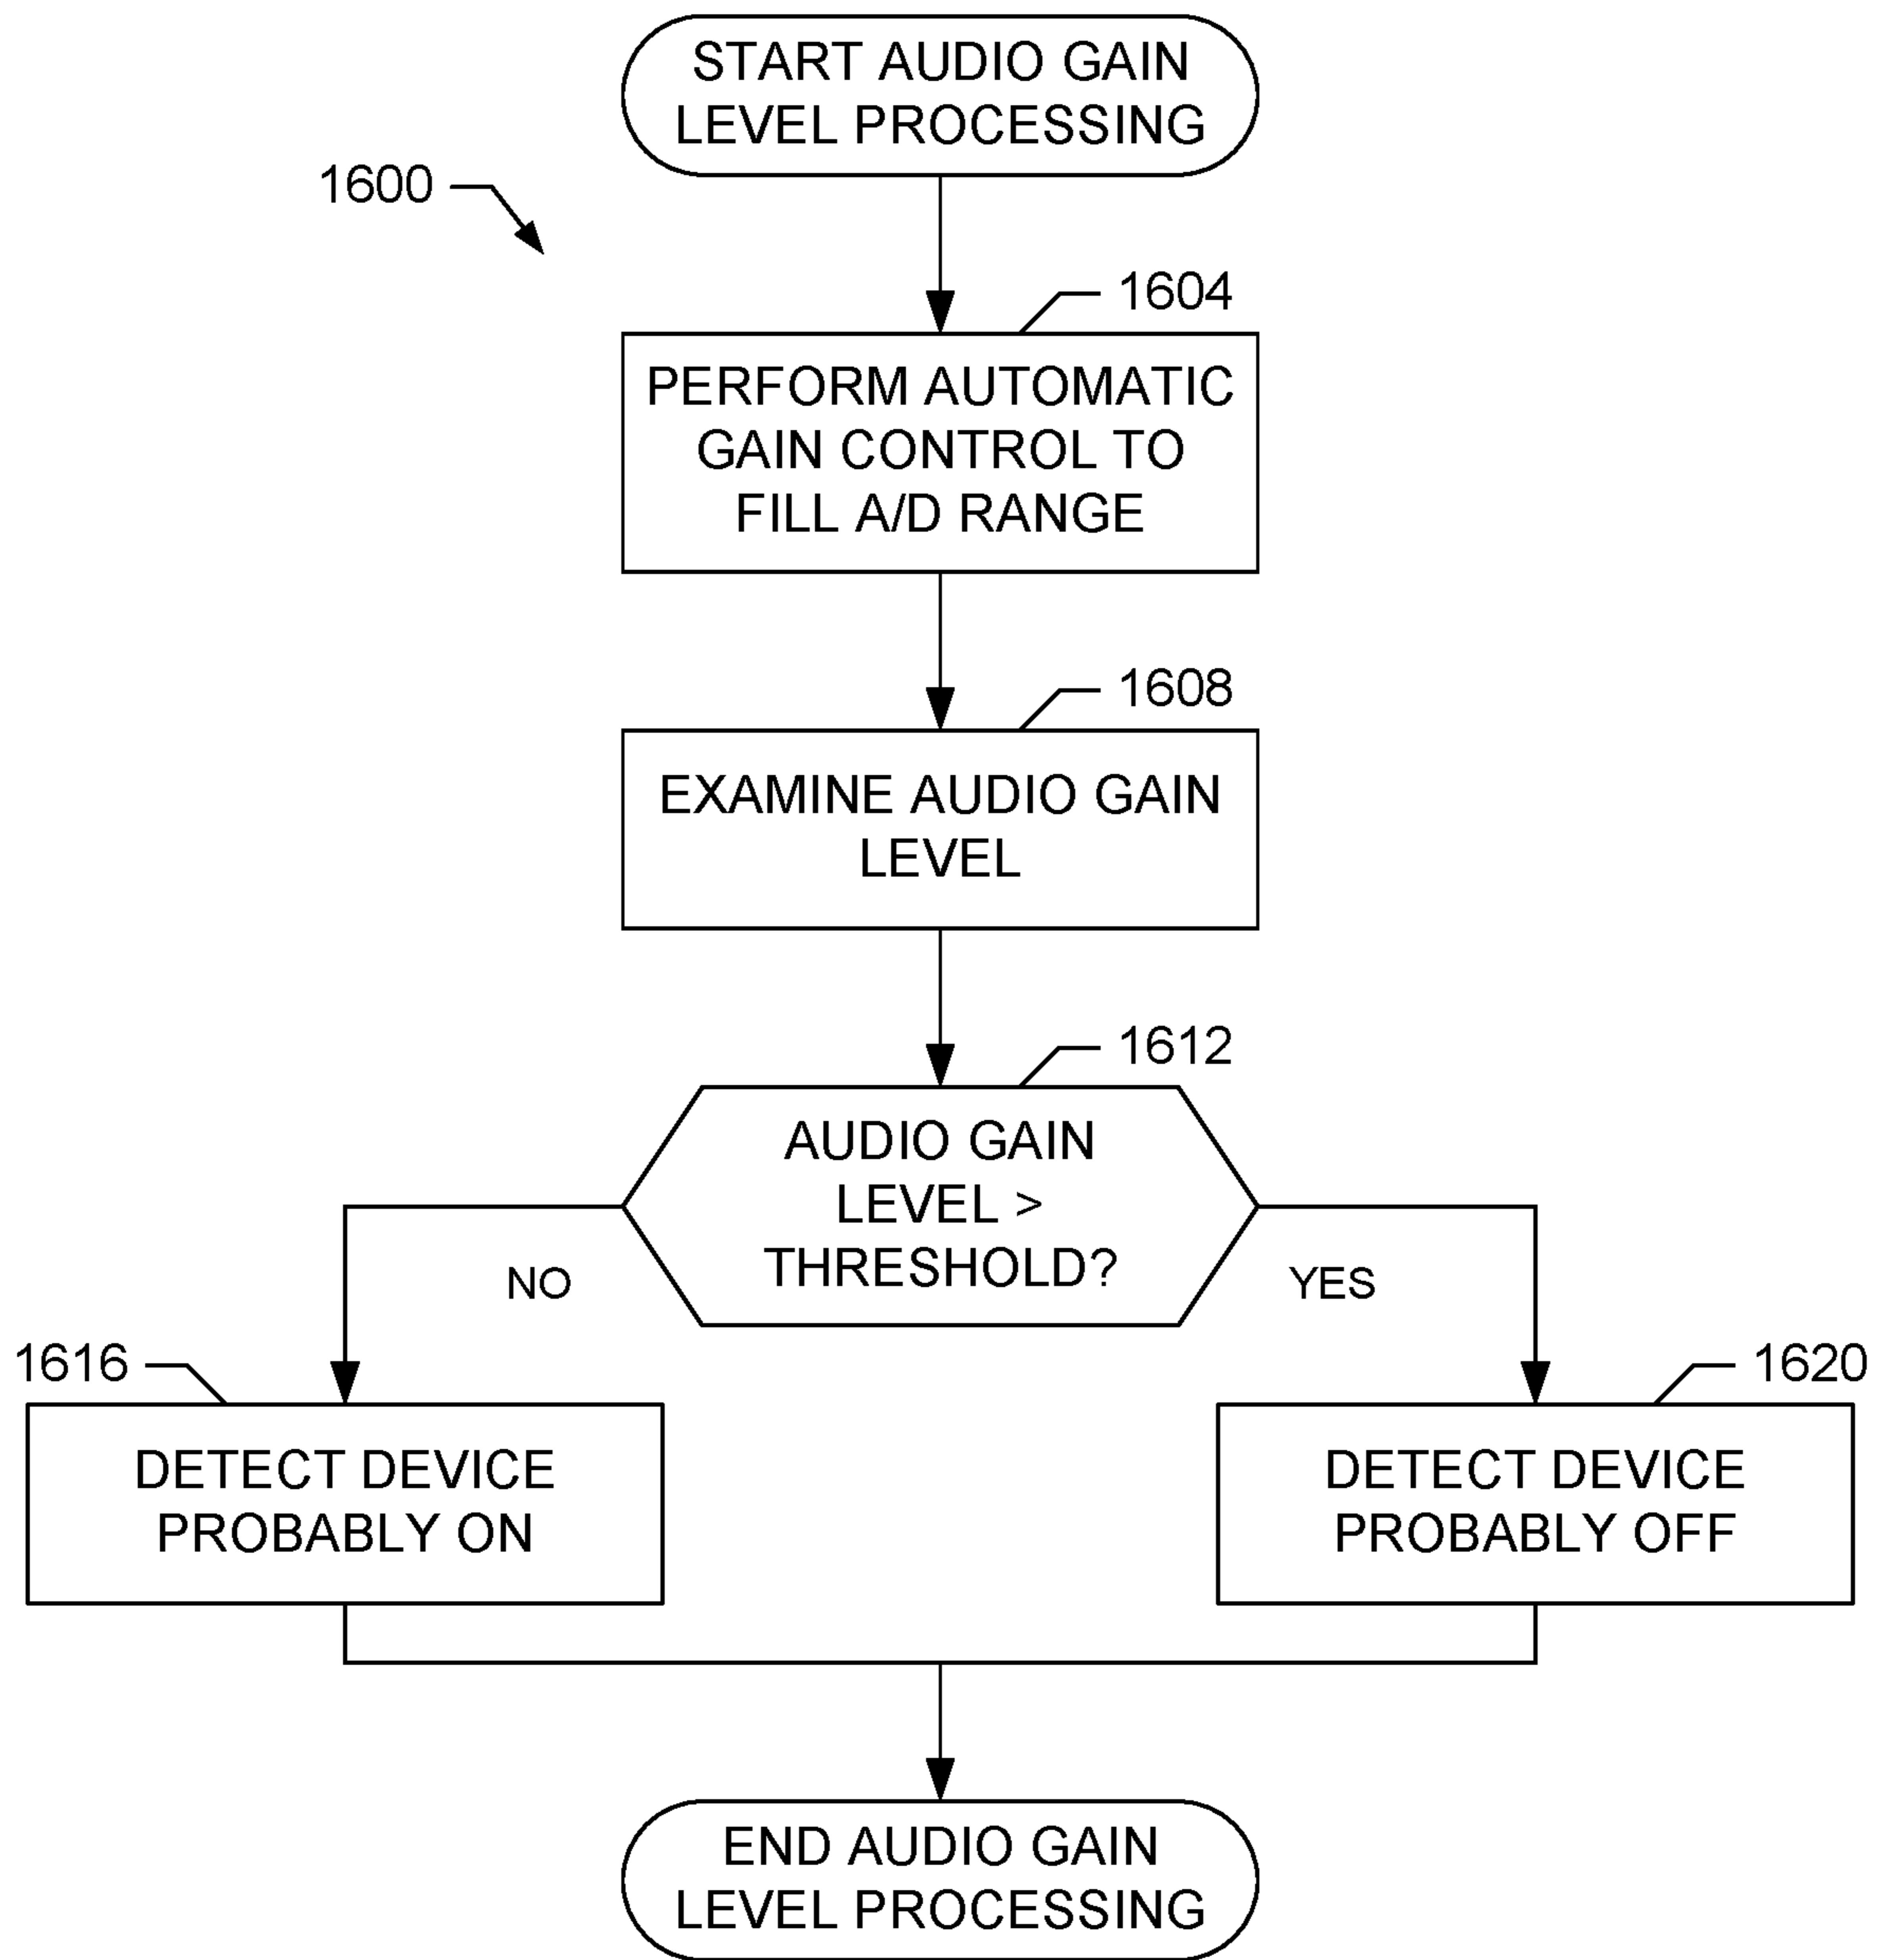 START AUDIO GAIN
LEVEL PROCESSING
1600
1604
PERFORM AUTOMATIC
GAIN CONTROL TO
FILL A/D RANGE
1608
EXAMINE AUDIO GAIN
LEVEL
1612
AUDIO GAIN
LEVEL >
THRESHOLD?
NO
YES
1616
1620
DETECT DEVICE
PROBABLY ON
DETECT DEVICE
PROBABLY OFF
END AUDIO GAIN
LEVEL PROCESSING